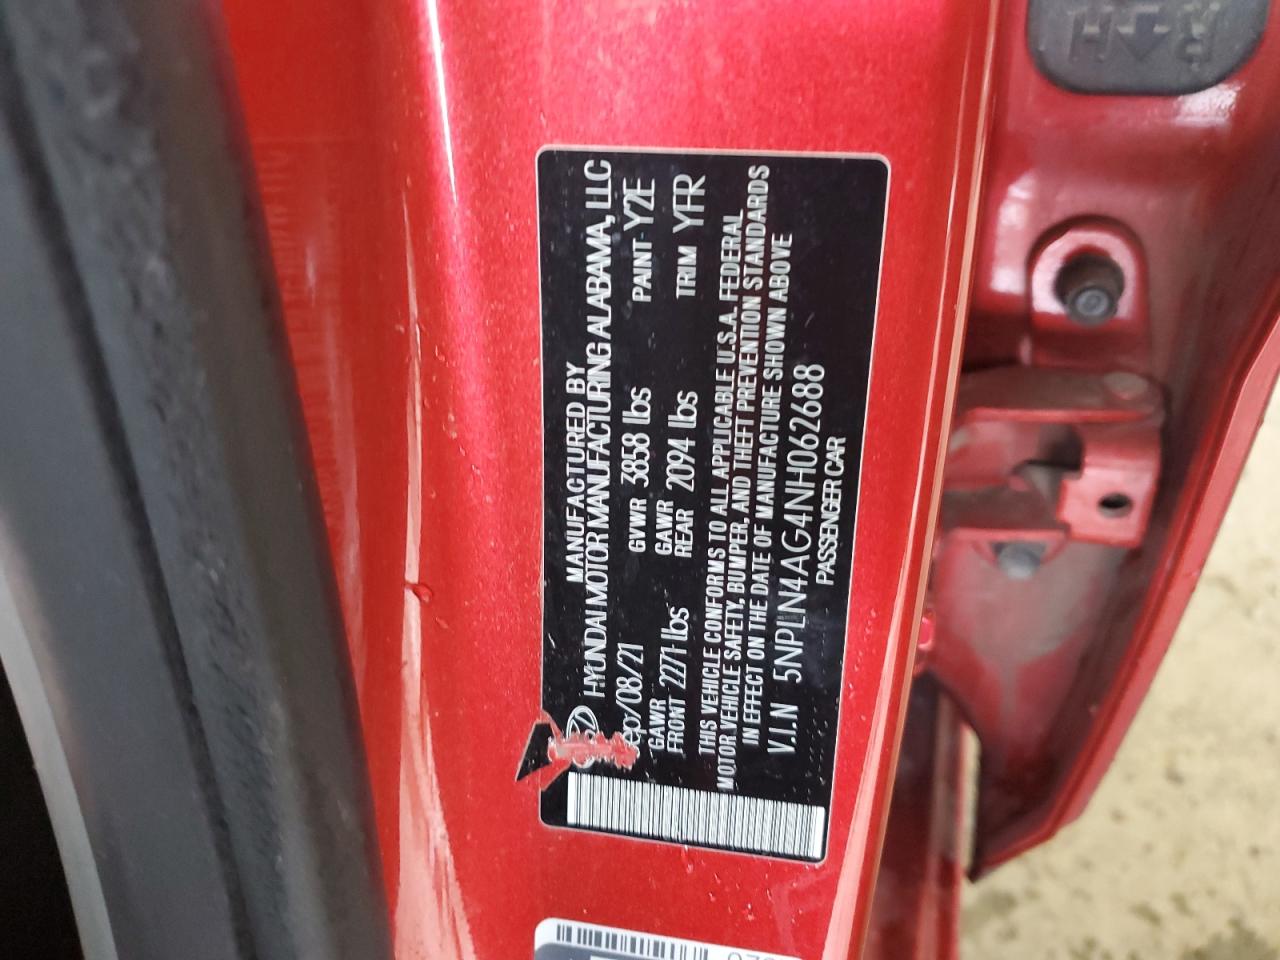 MANUFACTURED BY
HYUNDAI MOTOR MANUFACTURING ALABAMA, LLC
Sep/08/21 GVWR 3858 lbs PAINT Y2E
GAWR FRONT 2271 lbs GAWR REAR 2094 lbs TRIM YFR
THIS VEHICLE CONFORMS TO ALL APPLICABLE U.S.A. FEDERAL
MOTOR VEHICLE SAFETY, BUMPER, AND THEFT PREVENTION STANDARDS
IN EFFECT ON THE DATE OF MANUFACTURE SHOWN ABOVE
V.I.N 5NPLN4AG4NH062688
PASSENGER CAR